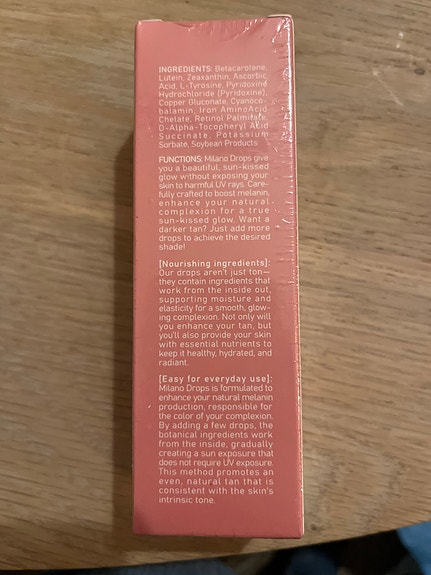 INGREDIENTS: Betacarotene,
Lutein, Zeaxanthin, Ascorbic
Acid, L-Tyrosine, Pyridoxine
Hydrochloride (Pyridoxine),
Copper Gluconate, Cyanoco-
balamin, Iron AminoAcid
Chelate, Retinol Palmitate,
D-Alpha-Tocopheryl Acid
Succinate, Potassium
Sorbate, Soybean Products
FUNCTIONS: Milano Drops give
you a beautiful, sun-kissed
glow without exposing your
skin to harmful UV rays. Care-
fully crafted to boost melanin,
enhance your natural
complexion for a true
sun-kissed glow. Want a
darker tan? Just add more
drops to achieve the desired
shade!
[Nourishing ingredients]:
Our drops aren't just ton—
they contain ingredients that
work from the inside out,
supporting moisture and
elasticity for a smooth, glow-
ing complexion. Not only will
you enhance your tan, but
you'll also provide your skin
with essential nutrients to
keep it healthy, hydrated, and
radiant.
[Easy for everyday use]:
Milano Drops is formulated to
enhance your natural melanin
production, responsible for
the color of your complexion.
By adding a few drops, the
botanical ingredients work
from the inside, gradually
creating a sun exposure that
does not require UV exposure.
This method promotes an
even, natural tan that is
consistent with the skin's
intrinsic tone.